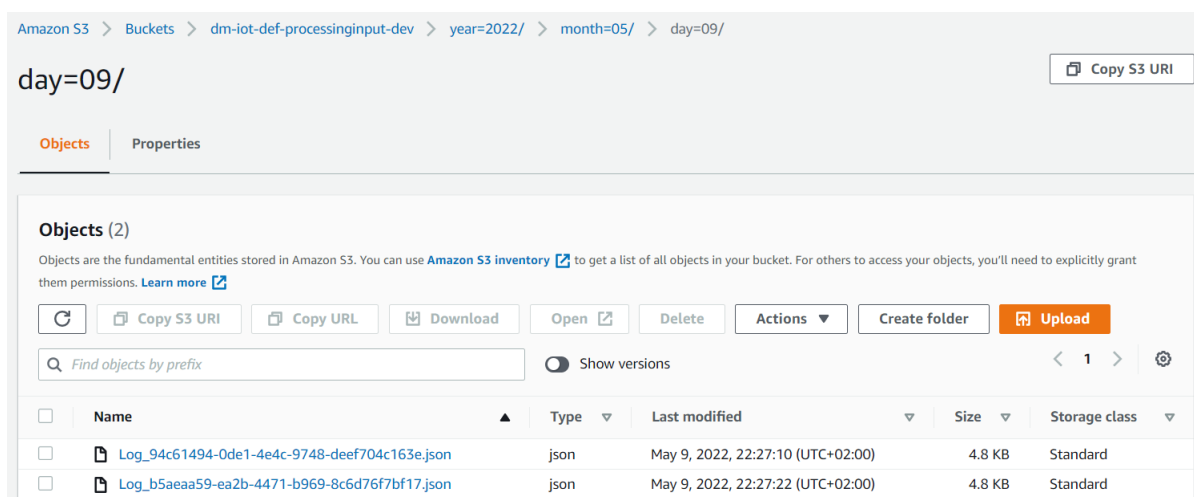 Amazon S3 > Buckets > dm-iot-def-processinginput-dev > year=2022/ > month=05/ > day=09/
day=09/
Copy S3 URI
Objects Properties
Objects (2)
Objects are the fundamental entities stored in Amazon S3. You can use Amazon S3 inventory to get a list of all objects in your bucket. For others to access your objects, you'll need to explicitly grant
them permissions. Learn more
Copy S3 URI Copy URL Download Open Delete Actions Create folder Upload
Find objects by prefix Show versions < 1 >
Name Type Last modified Size Storage class
Log_94c61494-0de1-4e4c-9748-deef704c163e.json json May 9, 2022, 22:27:10 (UTC+02:00) 4.8 KB Standard
Log_b5aeaa59-ea2b-4471-b969-8c6d76f7bf17.json json May 9, 2022, 22:27:22 (UTC+02:00) 4.8 KB Standard